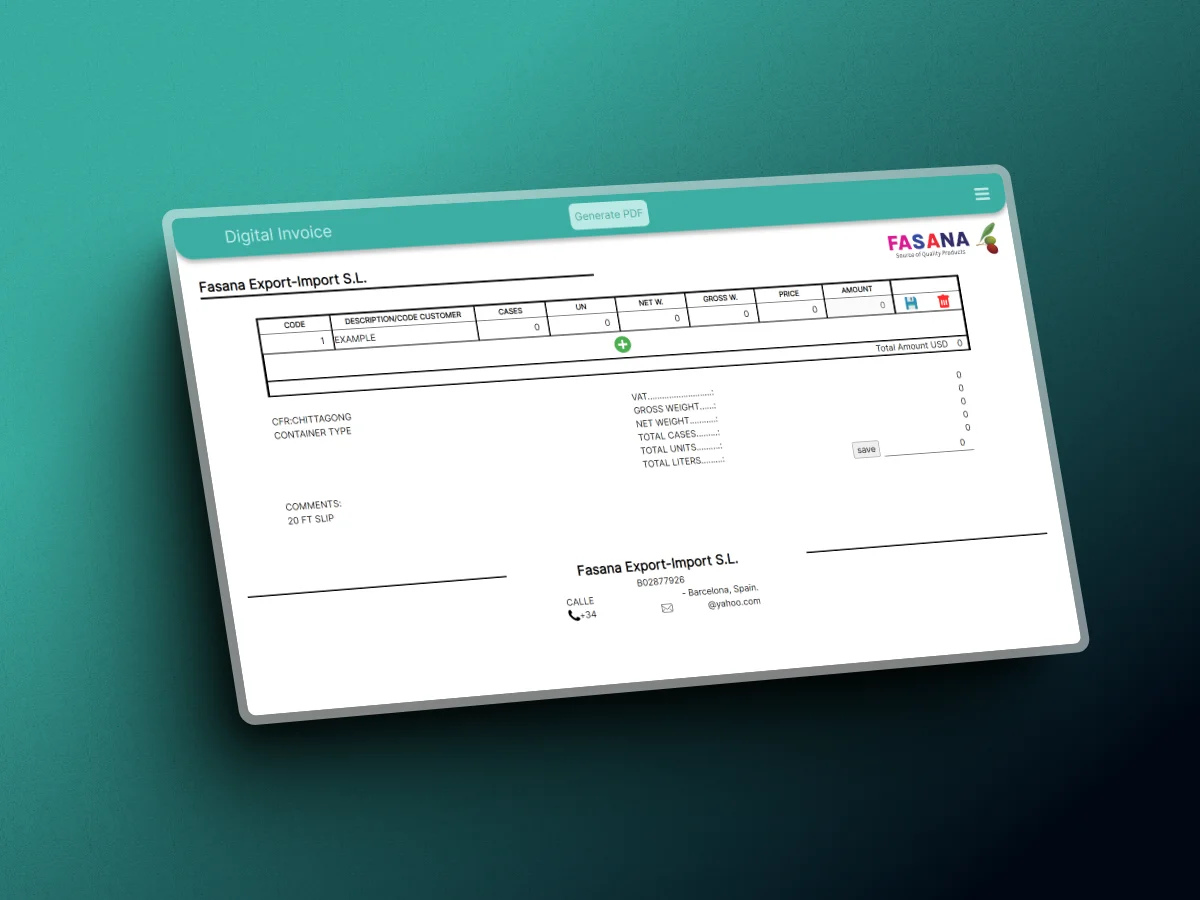 Digital Invoice
Generate PDF
FASANA
Source of Quality Products
Fasana Export-Import S.L.
CODE DESCRIPTION/CODE CUSTOMER CASES UN NET W. GROSS W. PRICE AMOUNT
1 EXAMPLE 0 0 0 0 0 0
Total Amount USD 0
CFR:CHITTAGONG
CONTAINER TYPE
VAT..........................: 0
GROSS WEIGHT......: 0
NET WEIGHT...........: 0
TOTAL CASES.........: 0
TOTAL UNITS..........: 0
TOTAL LITERS.........: save 0
COMMENTS:
20 FT SLIP
Fasana Export-Import S.L.
B02877926
CALLE - Barcelona, Spain.
+34 @yahoo.com